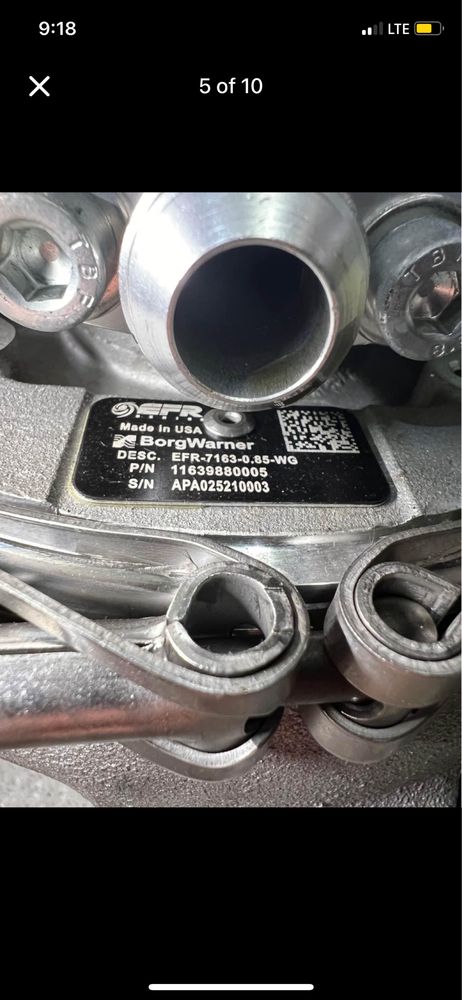 9:18
LTE
5 of 10
EFR
Made in USA
BorgWarner
DESC. EFR-7163-0.85-WG
P/N 11639880005
S/N APA025210003